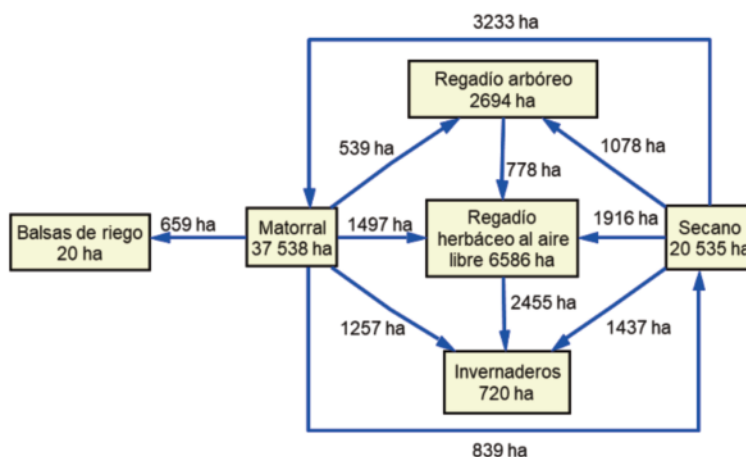 3233 ha
Regadío arbóreo
2694 ha
539 ha
778 ha
1078 ha
Balsas de riego
20 ha
659 ha
Matorral
37 538 ha
1497 ha
Regadío
herbáceo al aire
libre 6586 ha
1916 ha
Secano
20 535 ha
1257 ha
2455 ha
1437 ha
Invernaderos
720 ha
839 ha